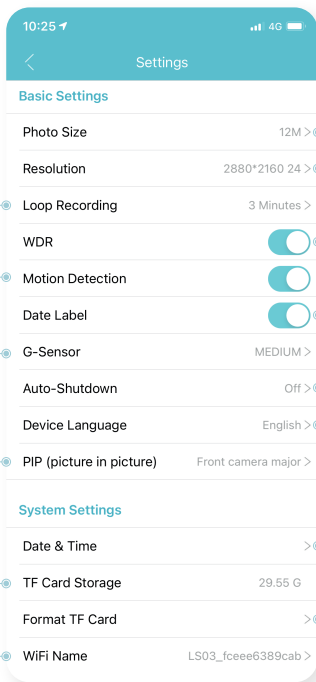 10:25
4G
Settings
Basic Settings
Photo Size 12M
Resolution 2880*2160 24
Loop Recording 3 Minutes
WDR
Motion Detection
Date Label
G-Sensor MEDIUM
Auto-Shutdown Off
Device Language English
PIP (picture in picture) Front camera major
System Settings
Date & Time
TF Card Storage 29.55 G
Format TF Card
WiFi Name LS03_fceee6389cab